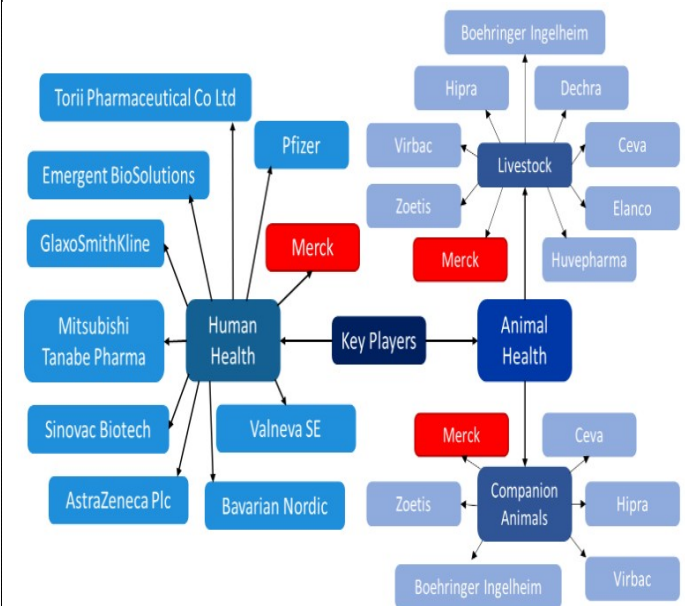 Boehringer Ingelheim
Torii Pharmaceutical Co Ltd
Hipra
Dechra
Pfizer
Virbac
Livestock
Ceva
Emergent BioSolutions
Zoetis
Elanco
GlaxoSmithKline
Merck
Merck
Huvepharma
Mitsubishi
Tanabe Pharma
Human
Health
Key Players
Animal
Health
Sinovac Biotech
Valneva SE
Merck
Ceva
AstraZeneca Plc
Bavarian Nordic
Zoetis
Companion
Animals
Hipra
Boehringer Ingelheim
Virbac